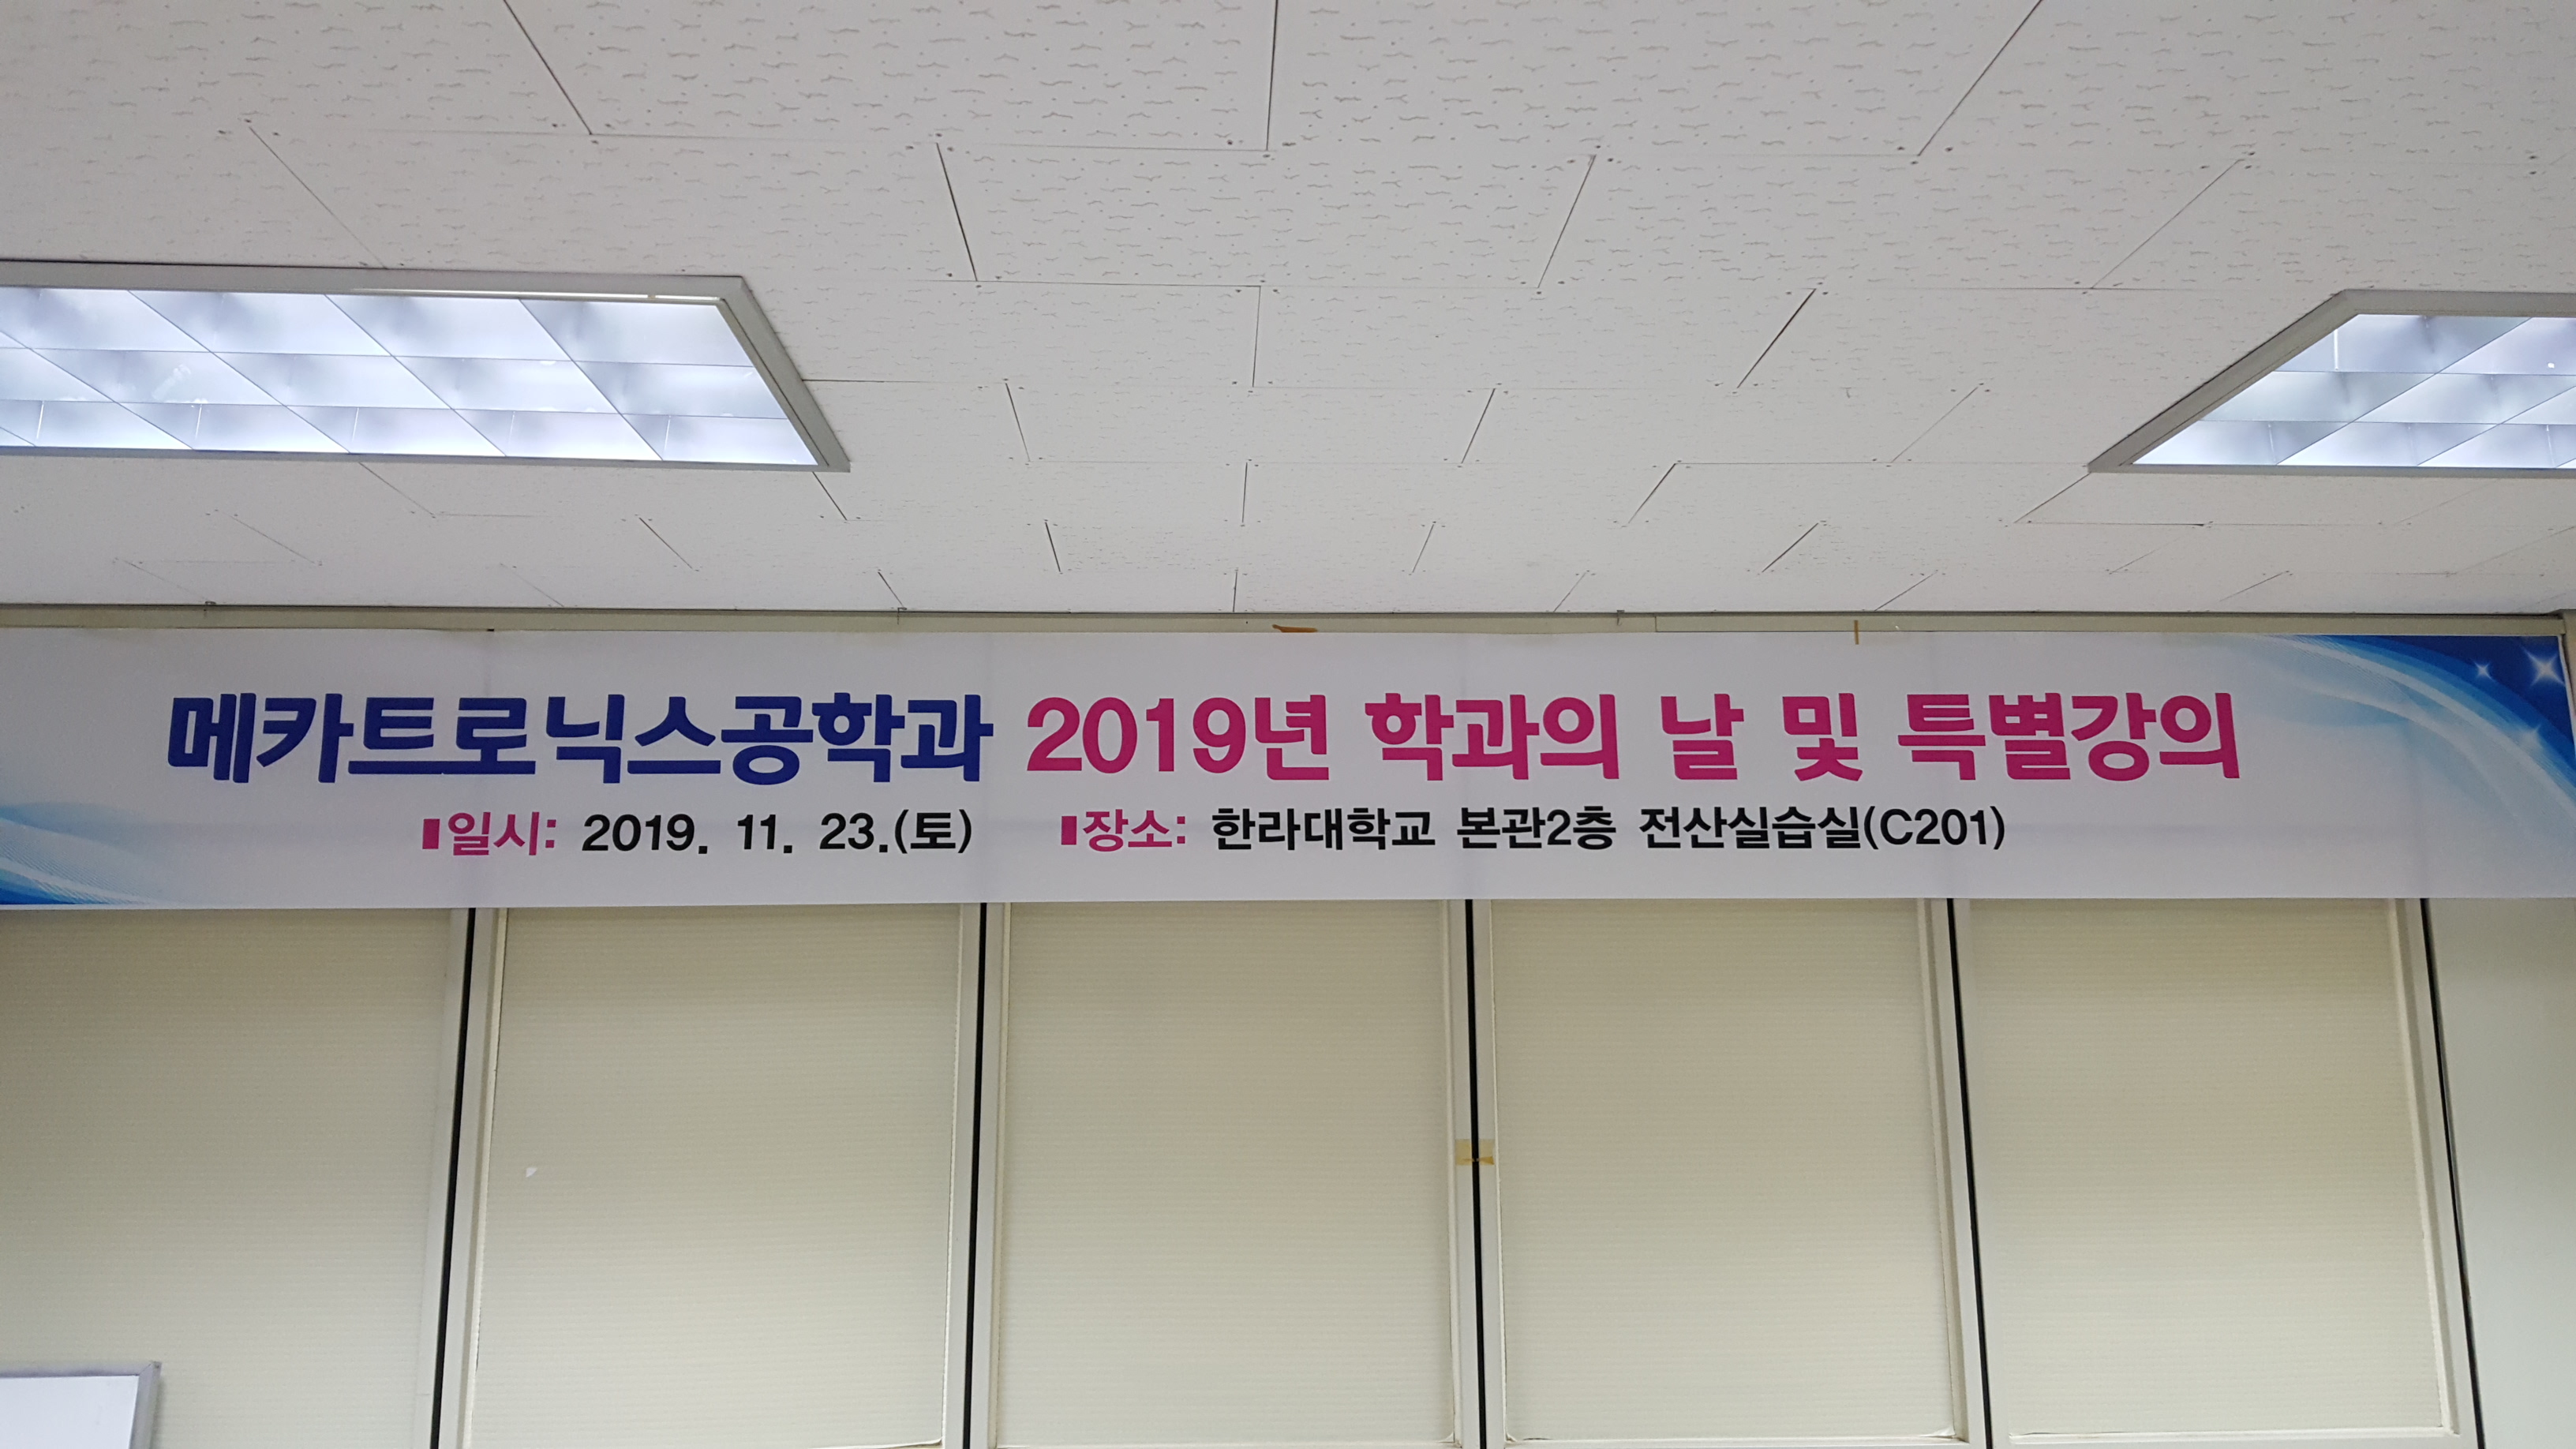 메카트로닉스공학과 2019년 학과의 날 및 특별강의
▮일시: 2019. 11. 23.(토) ▮장소: 한라대학교 본관2층 전산실습실(C201)